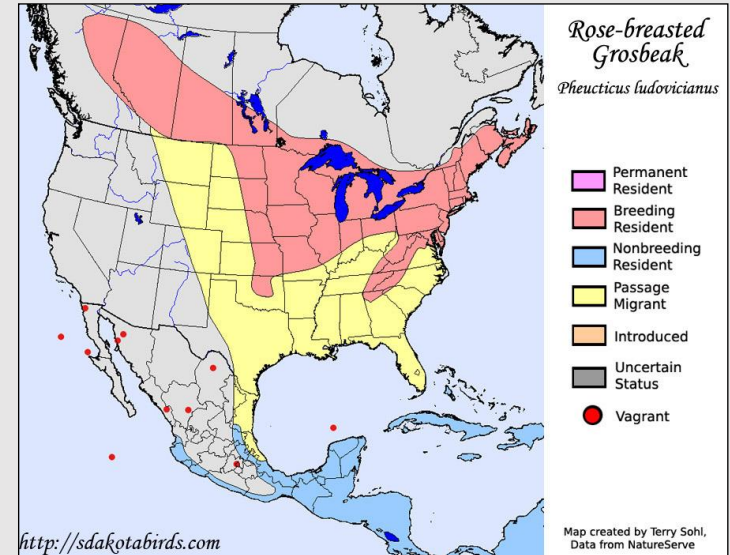 Rose-breasted
Grosbeak
Pheucticus ludovicianus
Permanent
Resident
Breeding
Resident
Nonbreeding
Resident
Passage
Migrant
Introduced
Uncertain
Status
Vagrant
http://sdakotabirds.com
Map created by Terry Sohl,
Data from NatureServe